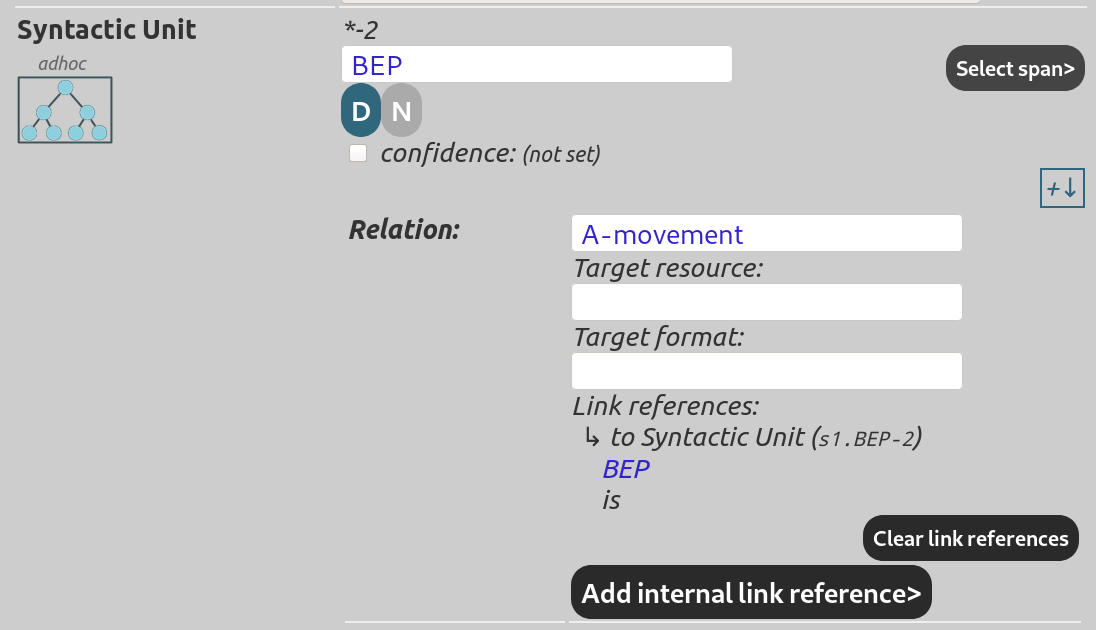 Syntactic Unit
adhoc
*-2
BEP
Select span>
D N
confidence: (not set)
+↓
Relation:
A-movement
Target resource:
Target format:
Link references:
↳ to Syntactic Unit (s1.BEP-2)
BEP
is
Clear link references
Add internal link reference>